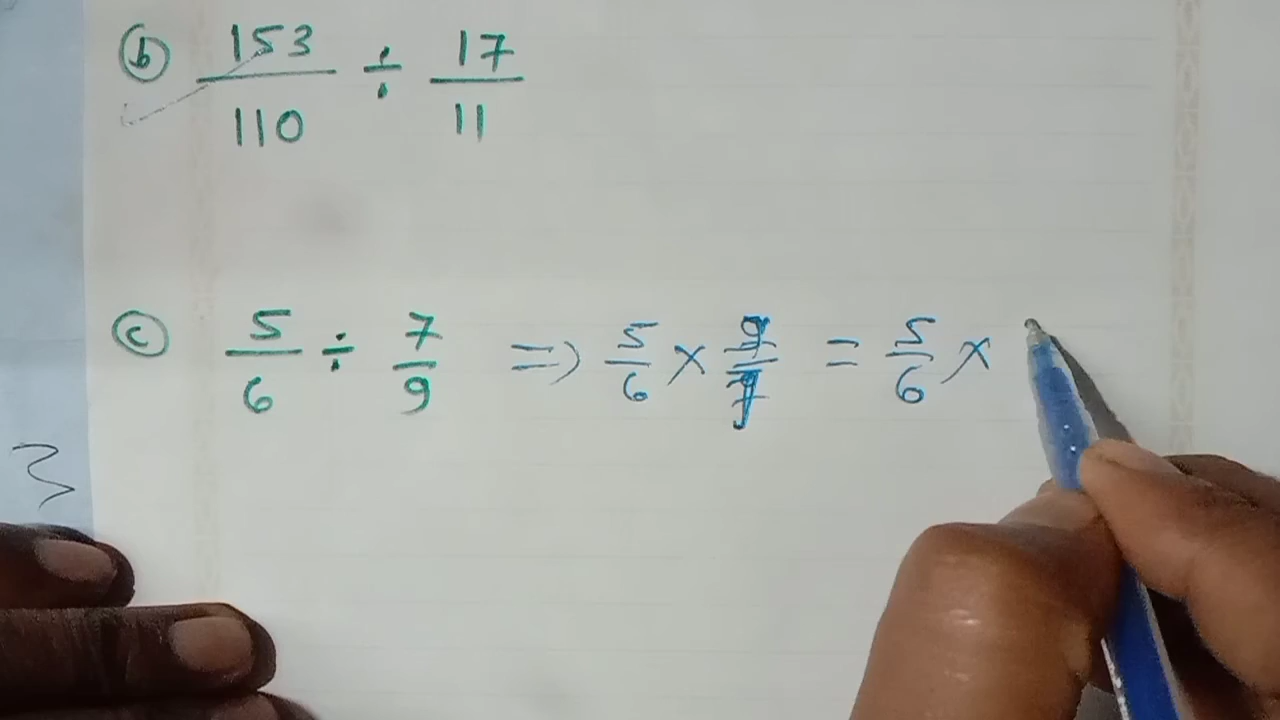 (b) 153/110 ÷ 17/11
(c) 5/6 ÷ 7/9 ⇒ 5/6 × 9/7 = 5/6 ×